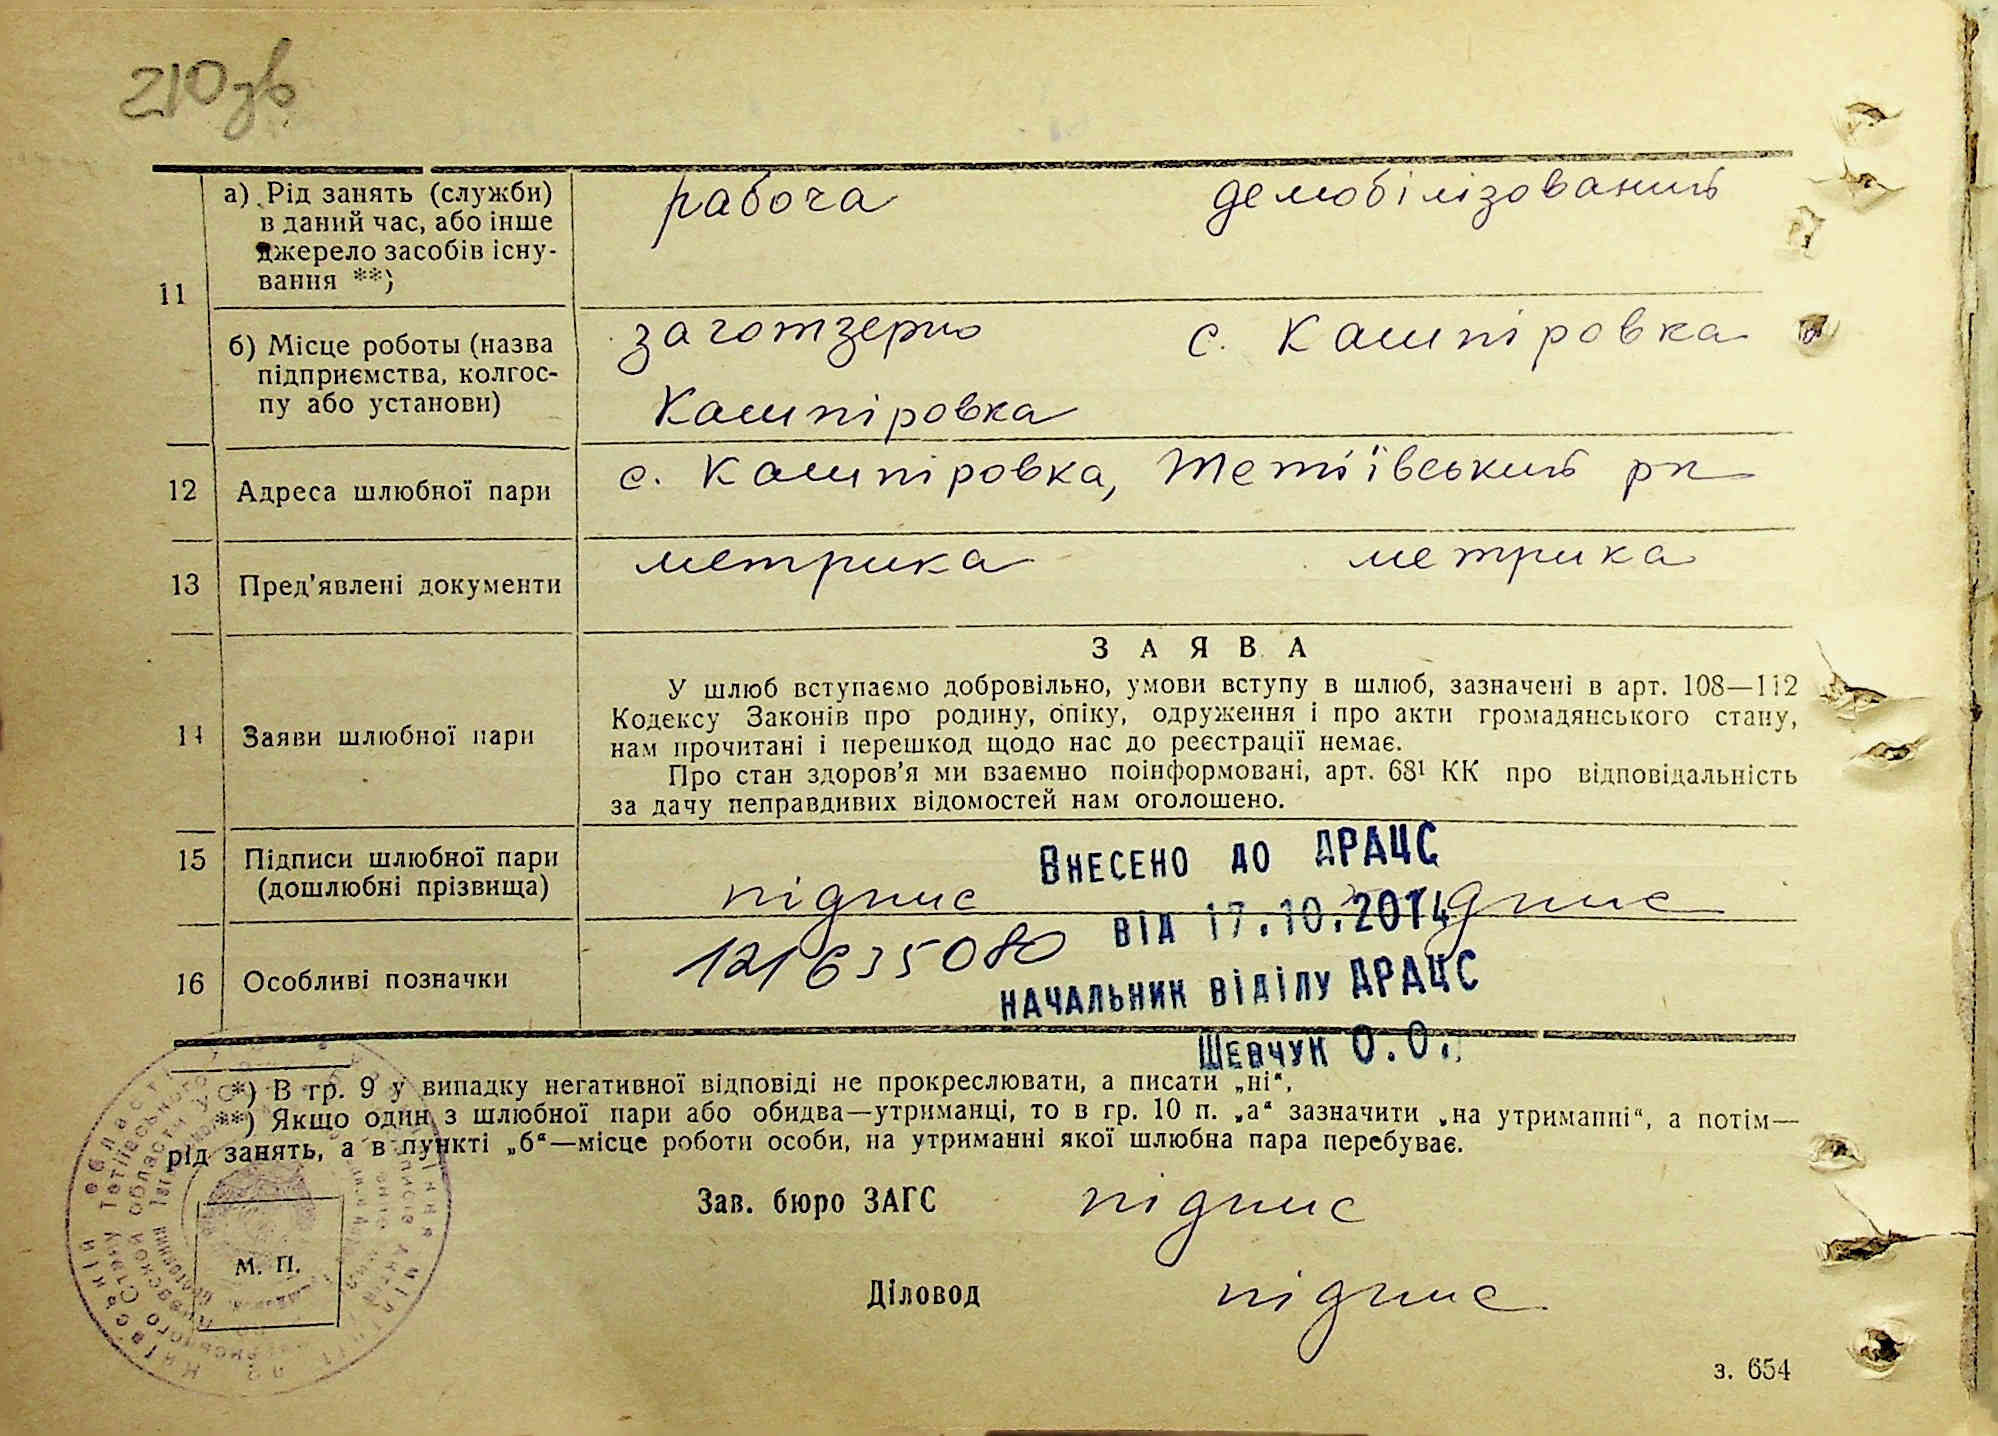 210 зв
11
а) Рід занять (служби) в даний час, або інше джерело засобів існування **)
рабоча
демобілізований
б) Місце роботы (назва підприємства, колгоспу або установи)
заготзерно
с. Кашпіровка
Кашпіровка
12 Адреса шлюбної пари
с. Кашпіровка, Тетіївський рн
13 Пред'явлені документи
метрика
метрика
14 Заяви шлюбної пари
ЗАЯВА
У шлюб вступаємо добровільно, умови вступу в шлюб, зазначені в арт. 108—112
Кодексу Законів про родину, опіку, одруження і про акти громадянського стану,
нам прочитані і перешкод щодо нас до реєстрації немає.
Про стан здоров'я ми взаємно поінформовані, арт. 68¹ КК про відповідальність
за дачу неправдивих відомостей нам оголошено.
15 Підписи шлюбної пари (дошлюбні прізвища)
підпис
підпис
Внесено до ДРАЦС
від 17.10.2014
начальник відділу ДРАЦС
Шевчук О.О.
16 Особливі позначки
121635080
*) В гр. 9 у випадку негативної відповіді не прокреслювати, а писати „ні“,
**) Якщо один з шлюбної пари або обидва—утриманці, то в гр. 10 п. „а“ зазначити „на утриманні“, а потім—
рід занять, а в пункті „б“—місце роботи особи, на утриманні якої шлюбна пара перебуває.
Зав. бюро ЗАГС підпис
М. П.
Діловод підпис
з. 654